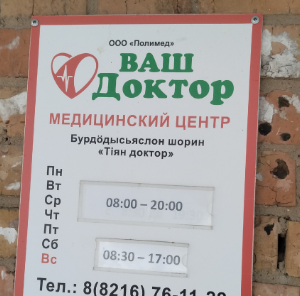 ООО «Полимед»
ВАШ
Доктор
МЕДИЦИНСКИЙ ЦЕНТР
Бурдӧдысьяслон шорин
«Тіян доктор»
Пн
Вт
Ср
08:00 – 20:00
Чт
Пт
Сб
08:30 – 17:00
Вс
Тел.: 8(8216) 76-11-